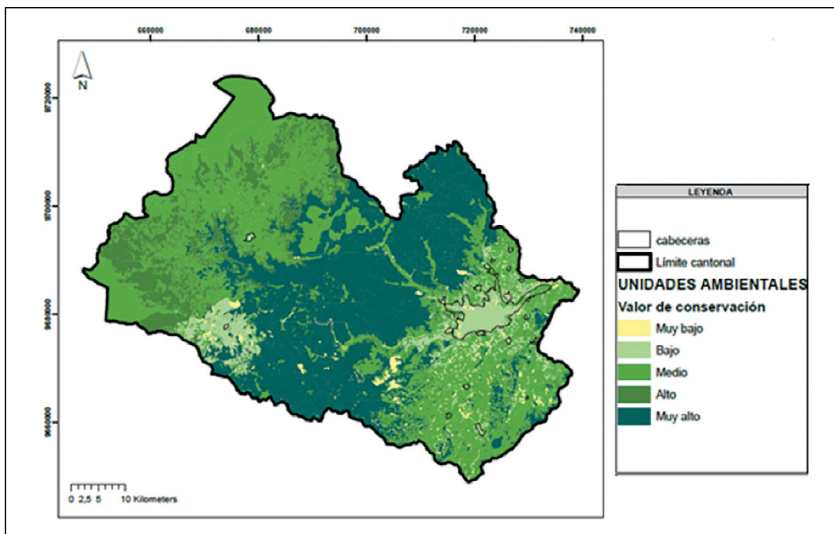 660000
680000
700000
720000
740000
9720000
9700000
9680000
9660000
N
0 2,5 5 10 Kilometers
LEYENDA
cabeceras
Límite cantonal
UNIDADES AMBIENTALES
Valor de conservación
Muy bajo
Bajo
Medio
Alto
Muy alto